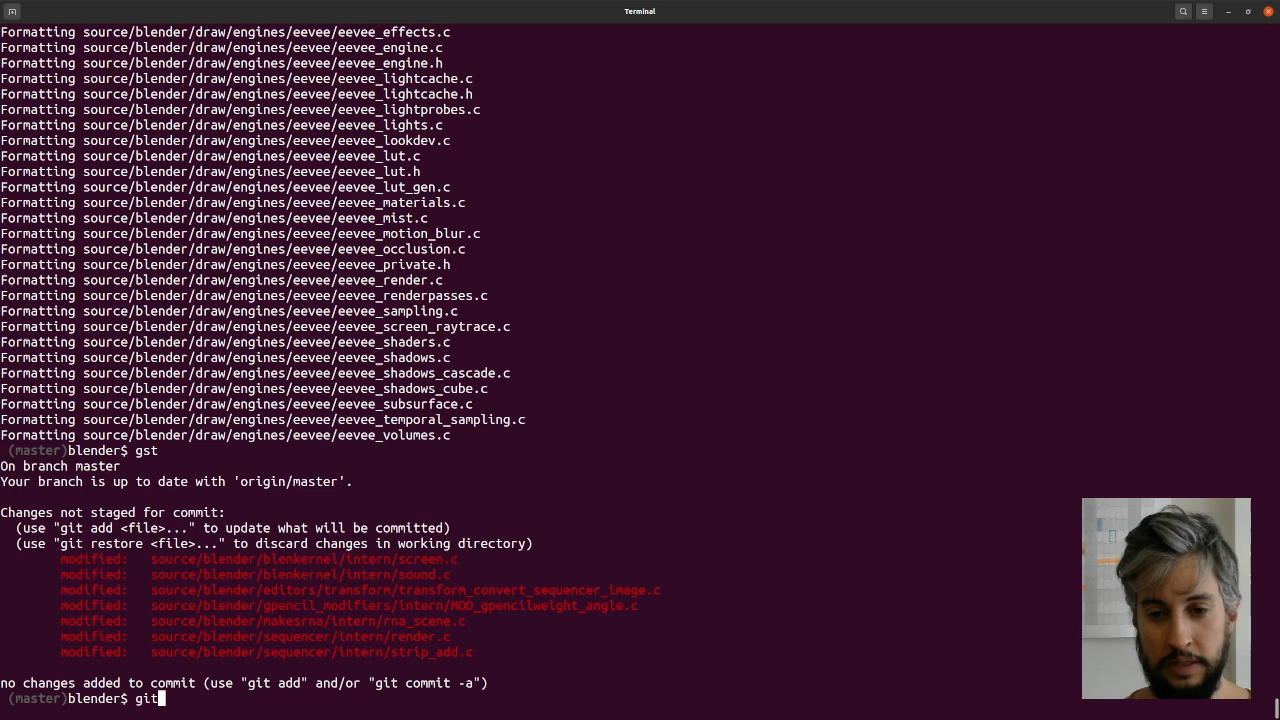 Terminal
Formatting source/blender/draw/engines/eevee/eevee_effects.c
Formatting source/blender/draw/engines/eevee/eevee_engine.c
Formatting source/blender/draw/engines/eevee/eevee_engine.h
Formatting source/blender/draw/engines/eevee/eevee_lightcache.c
Formatting source/blender/draw/engines/eevee/eevee_lightcache.h
Formatting source/blender/draw/engines/eevee/eevee_lightprobes.c
Formatting source/blender/draw/engines/eevee/eevee_lights.c
Formatting source/blender/draw/engines/eevee/eevee_lookdev.c
Formatting source/blender/draw/engines/eevee/eevee_lut.c
Formatting source/blender/draw/engines/eevee/eevee_lut.h
Formatting source/blender/draw/engines/eevee/eevee_lut_gen.c
Formatting source/blender/draw/engines/eevee/eevee_materials.c
Formatting source/blender/draw/engines/eevee/eevee_mist.c
Formatting source/blender/draw/engines/eevee/eevee_motion_blur.c
Formatting source/blender/draw/engines/eevee/eevee_occlusion.c
Formatting source/blender/draw/engines/eevee/eevee_private.h
Formatting source/blender/draw/engines/eevee/eevee_render.c
Formatting source/blender/draw/engines/eevee/eevee_renderpasses.c
Formatting source/blender/draw/engines/eevee/eevee_sampling.c
Formatting source/blender/draw/engines/eevee/eevee_screen_raytrace.c
Formatting source/blender/draw/engines/eevee/eevee_shaders.c
Formatting source/blender/draw/engines/eevee/eevee_shadows.c
Formatting source/blender/draw/engines/eevee/eevee_shadows_cascade.c
Formatting source/blender/draw/engines/eevee/eevee_shadows_cube.c
Formatting source/blender/draw/engines/eevee/eevee_subsurface.c
Formatting source/blender/draw/engines/eevee/eevee_temporal_sampling.c
Formatting source/blender/draw/engines/eevee/eevee_volumes.c
(master)blender$ gst
On branch master
Your branch is up to date with 'origin/master'.
Changes not staged for commit:
(use "git add <file>..." to update what will be committed)
(use "git restore <file>..." to discard changes in working directory)
modified: source/blender/blenkernel/intern/screen.c
modified: source/blender/blenkernel/intern/sound.c
modified: source/blender/editors/transform/transform_convert_sequencer_image.c
modified: source/blender/gpencil_modifiers/intern/MOD_gpencilweight_angle.c
modified: source/blender/makesrna/intern/rna_scene.c
modified: source/blender/sequencer/intern/render.c
modified: source/blender/sequencer/intern/strip_add.c
no changes added to commit (use "git add" and/or "git commit -a")
(master)blender$ git